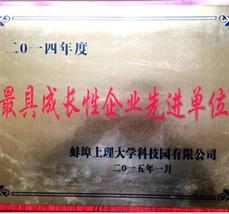 二〇一四年度
最具成长性企业先进单位
蚌埠上理大学科技园有限公司
二〇一五年一月